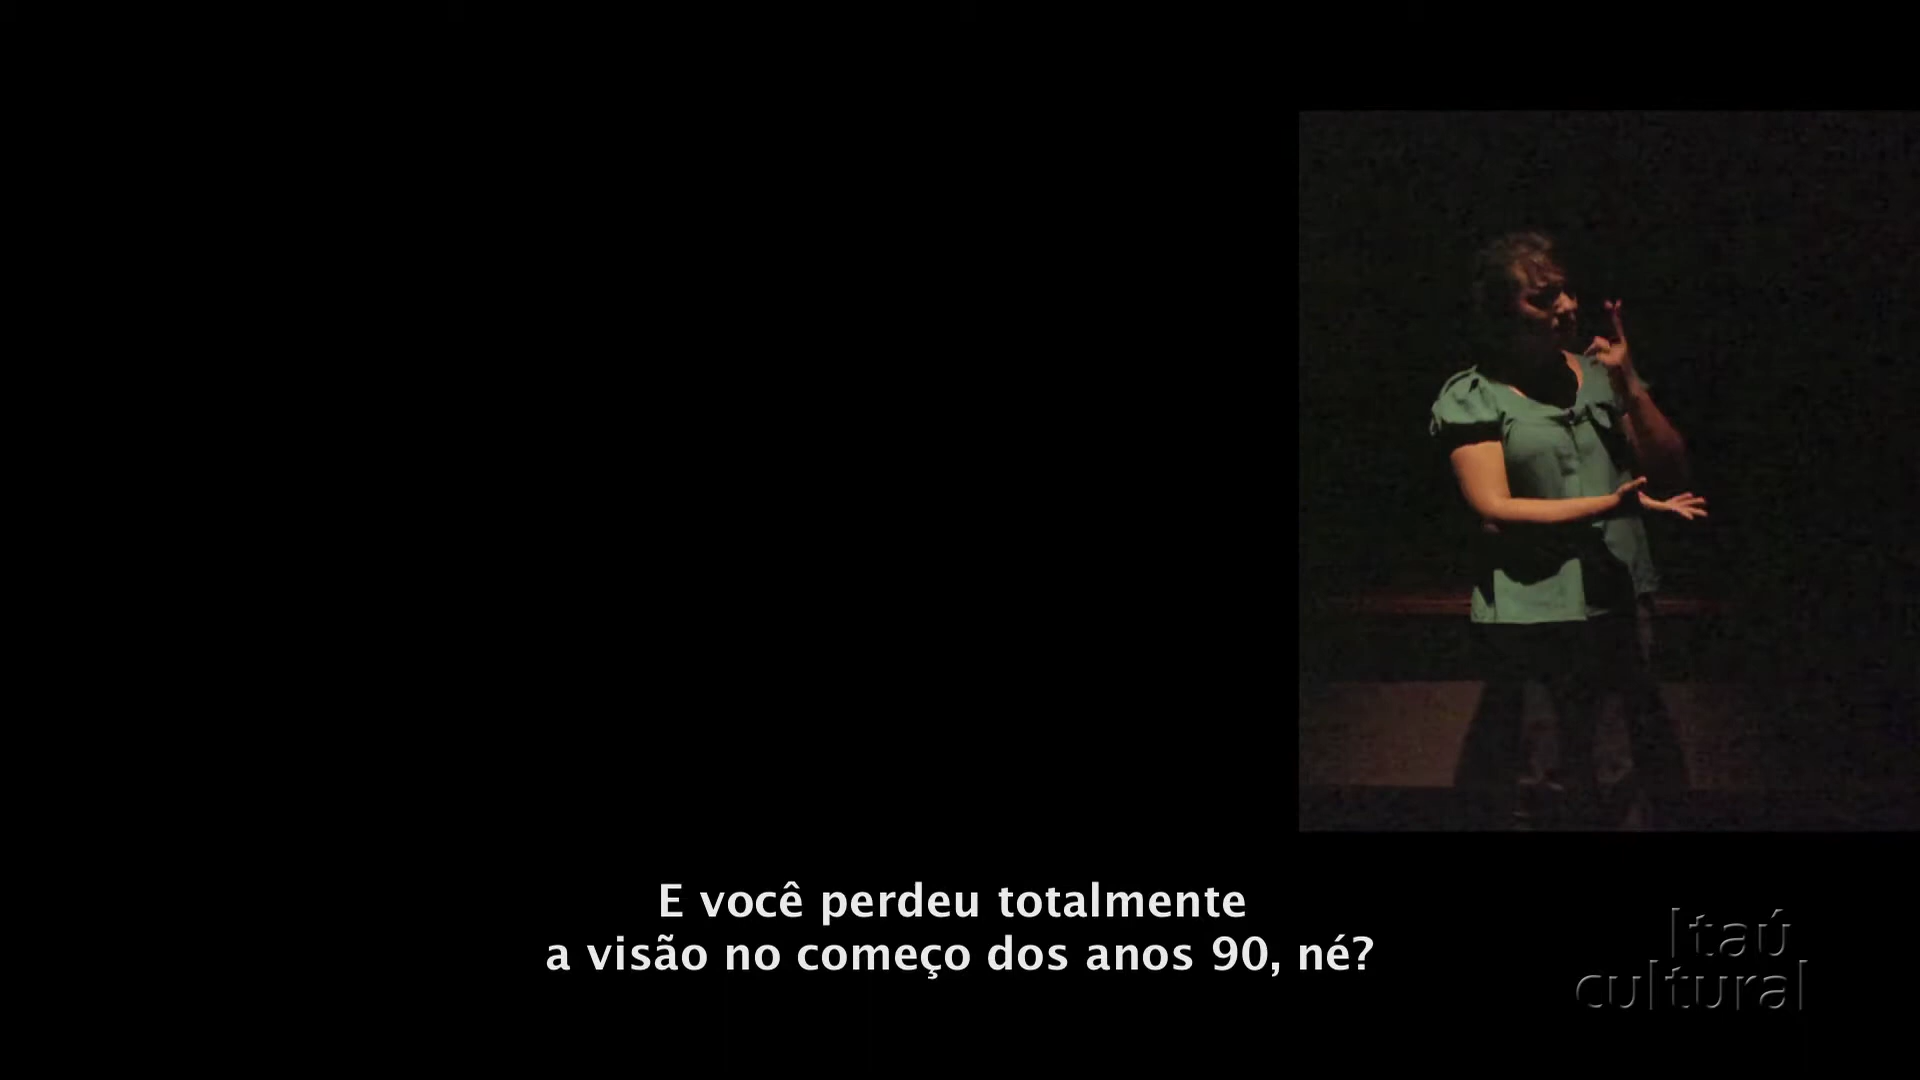 E você perdeu totalmente
a visão no começo dos anos 90, né?
Itaú
cultural